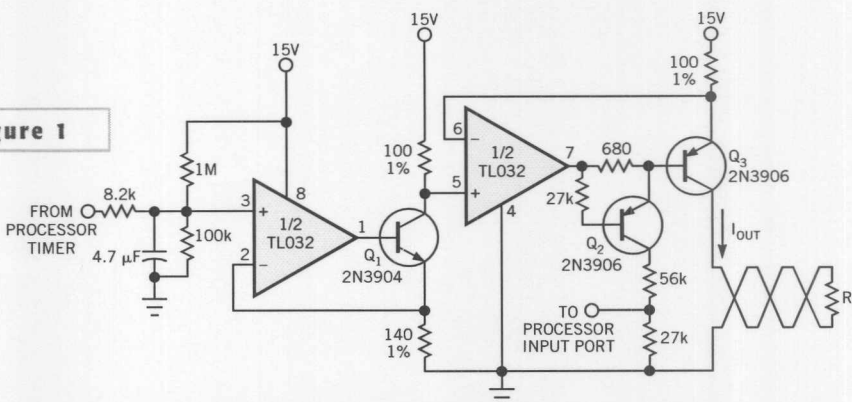 gure 1
15V
15V
15V
100
1%
1M
8.2k
FROM
PROCESSOR
TIMER
4.7 µF
100k
3
+
2
−
8
1/2
TL032
1
100
1%
Q1
2N3904
140
1%
6
−
5
+
1/2
TL032
4
7
680
27k
Q2
2N3906
Q3
2N3906
56k
TO
PROCESSOR
INPUT PORT
27k
IOUT
R